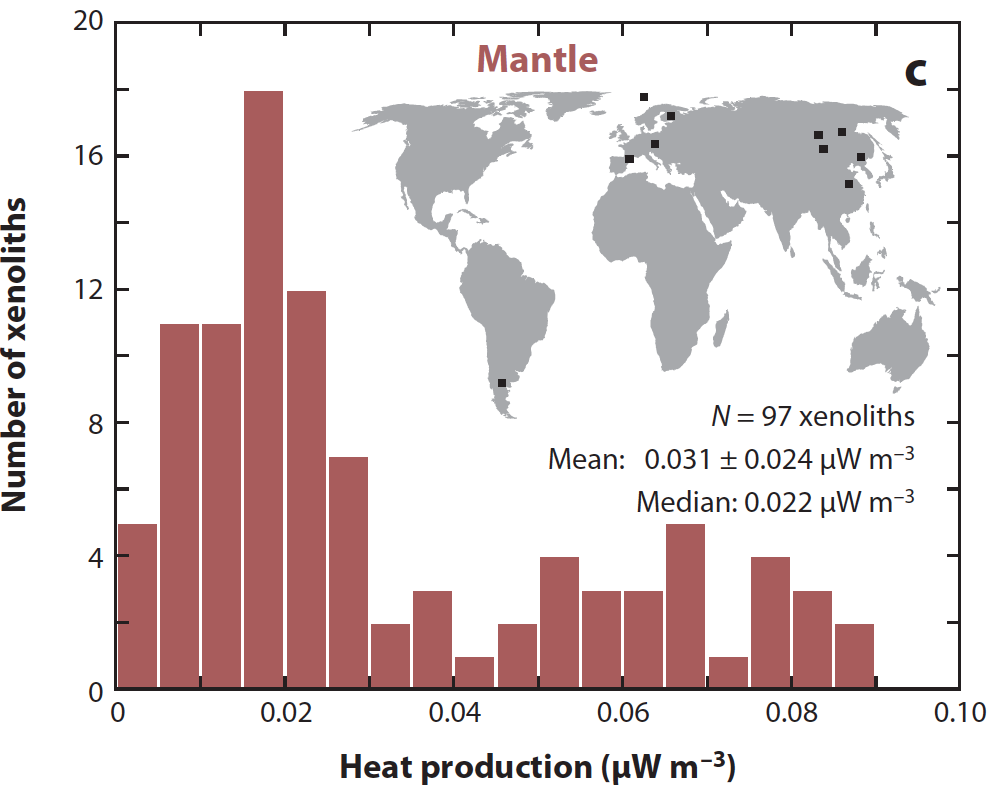 20
Mantle
c
16
12
8
4
0
Number of xenoliths
N = 97 xenoliths
Mean: 0.031 ± 0.024 μW m⁻³
Median: 0.022 μW m⁻³
0 0.02 0.04 0.06 0.08 0.10
Heat production (μW m⁻³)